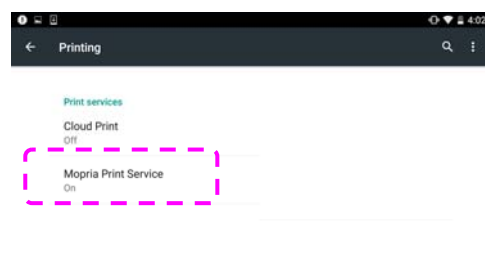 4:02
Printing
Print services
Cloud Print
Off
Mopria Print Service
On